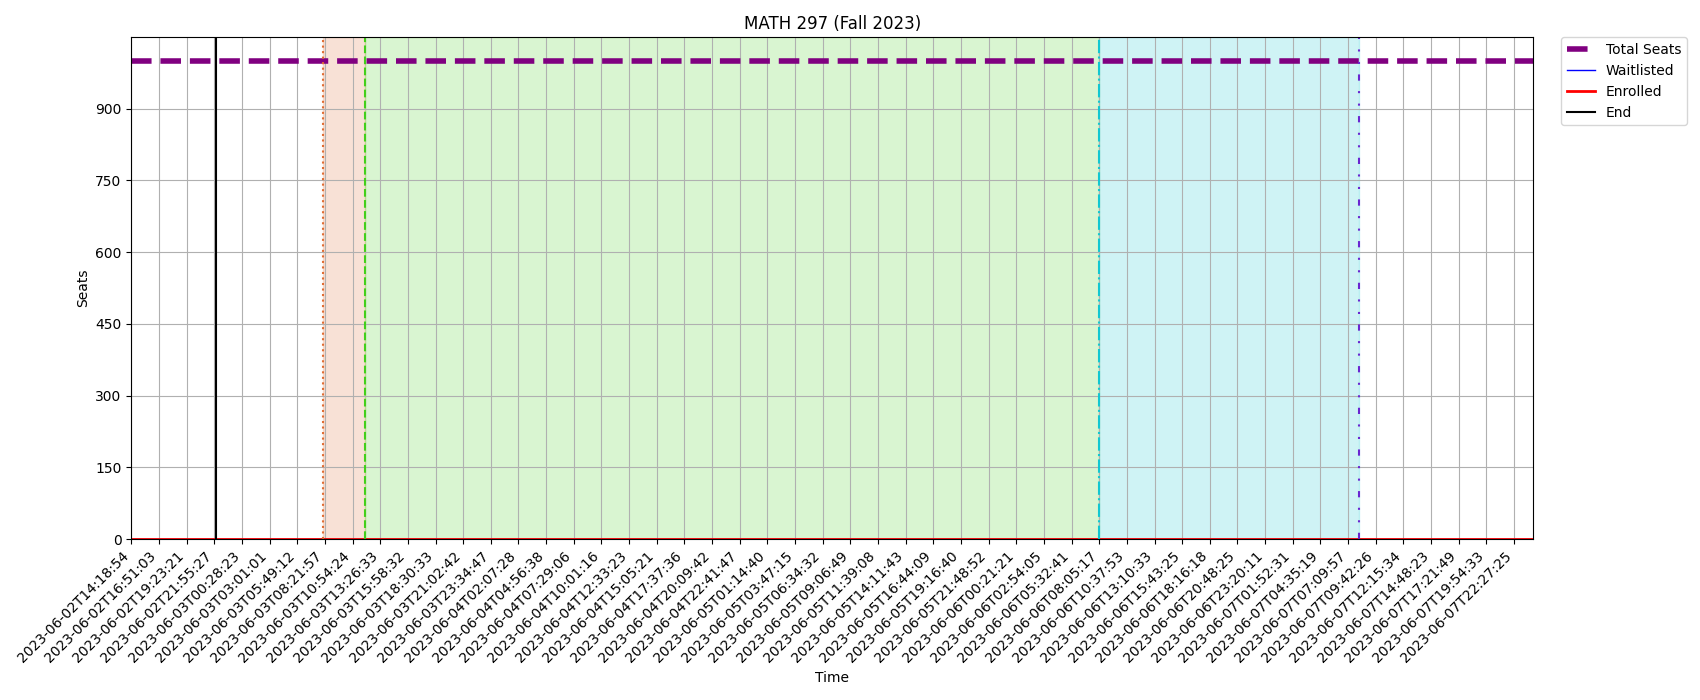 MATH 297 (Fall 2023)
Total Seats
Waitlisted
Enrolled
End
Seats
900
750
600
450
300
150
0
2023-06-02T14:18:54
2023-06-02T16:51:03
2023-06-02T19:23:21
2023-06-02T21:55:27
2023-06-03T00:28:23
2023-06-03T03:01:01
2023-06-03T05:49:12
2023-06-03T08:21:57
2023-06-03T10:54:24
2023-06-03T13:26:33
2023-06-03T15:58:32
2023-06-03T18:30:33
2023-06-03T21:02:42
2023-06-03T23:34:47
2023-06-04T02:07:28
2023-06-04T04:56:38
2023-06-04T07:29:06
2023-06-04T10:01:16
2023-06-04T12:33:23
2023-06-04T15:05:21
2023-06-04T17:37:36
2023-06-04T20:09:42
2023-06-04T22:41:47
2023-06-05T01:14:40
2023-06-05T03:47:15
2023-06-05T06:34:32
2023-06-05T09:06:49
2023-06-05T11:39:08
2023-06-05T14:11:43
2023-06-05T16:44:09
2023-06-05T19:16:40
2023-06-05T21:48:52
2023-06-06T00:21:21
2023-06-06T02:54:05
2023-06-06T05:32:41
2023-06-06T08:05:17
2023-06-06T10:37:53
2023-06-06T13:10:33
2023-06-06T15:43:25
2023-06-06T18:16:18
2023-06-06T20:48:25
2023-06-06T23:20:11
2023-06-07T01:52:31
2023-06-07T04:35:19
2023-06-07T07:09:57
2023-06-07T09:42:26
2023-06-07T12:15:34
2023-06-07T14:48:23
2023-06-07T17:21:49
2023-06-07T19:54:33
2023-06-07T22:27:25
Time